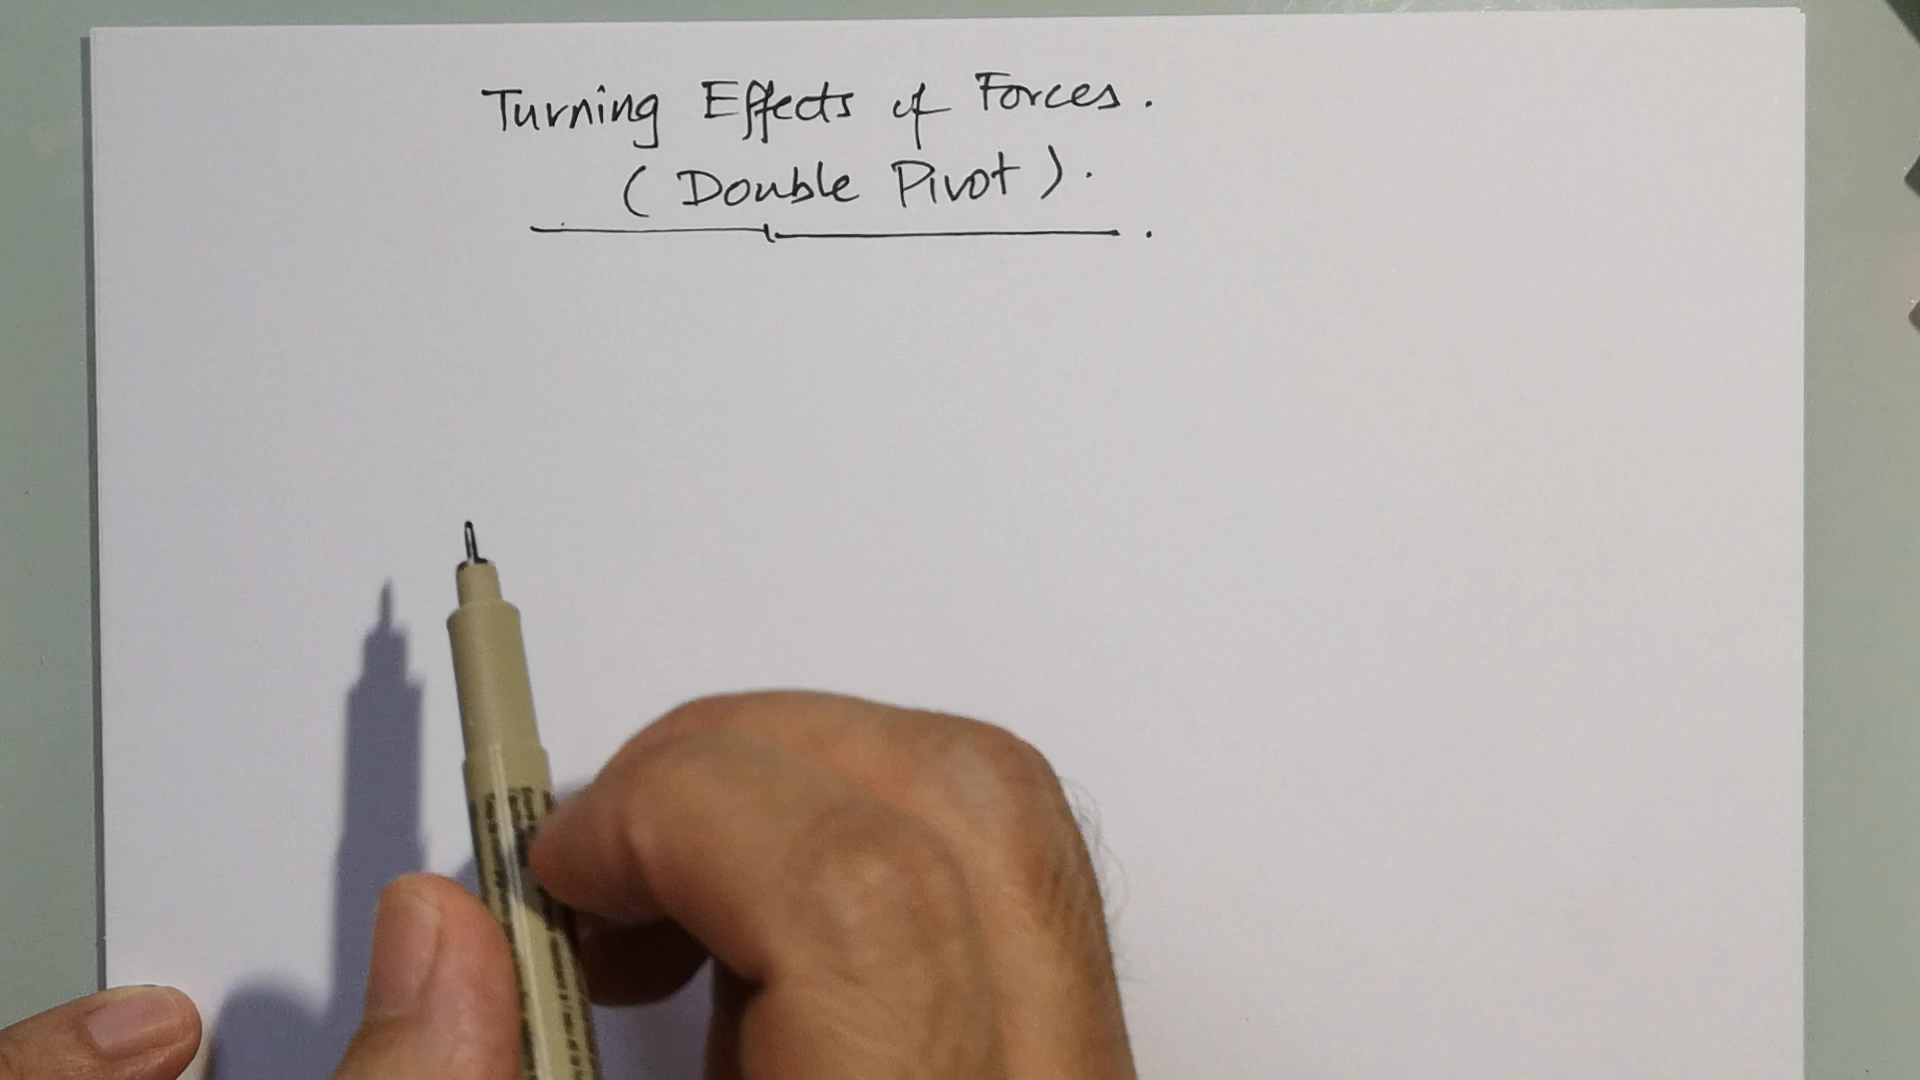 Turning Effects of Forces.
(Double Pivot).